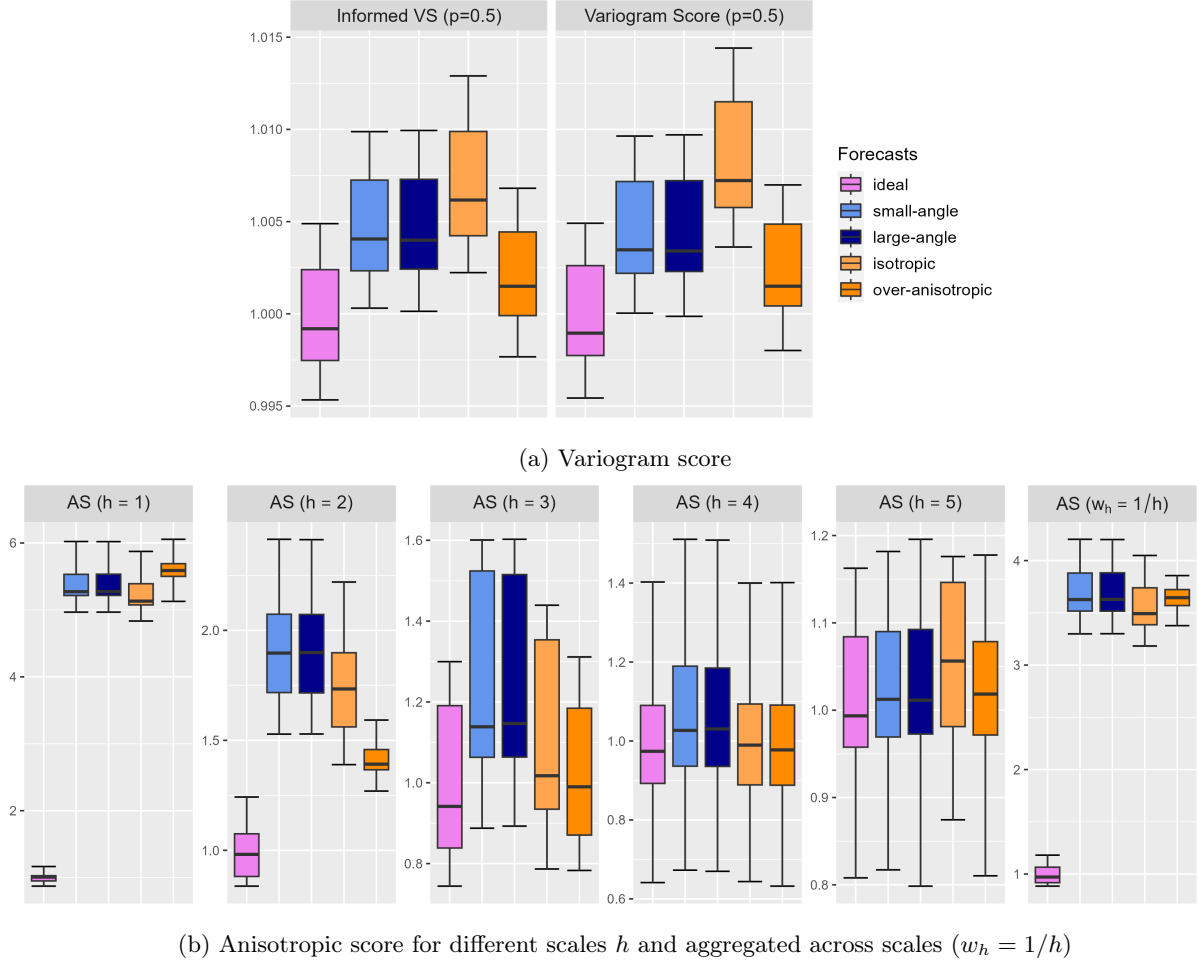 Informed VS (p=0.5)
Variogram Score (p=0.5)
1.015
1.010
1.005
1.000
0.995
Forecasts
ideal
small-angle
large-angle
isotropic
over-anisotropic
(a) Variogram score
AS (h = 1)
6
4
2
AS (h = 2)
2.0
1.5
1.0
AS (h = 3)
1.6
1.4
1.2
1.0
0.8
AS (h = 4)
1.4
1.2
1.0
0.8
0.6
AS (h = 5)
1.2
1.1
1.0
0.9
0.8
AS (wₕ = 1/h)
4
3
2
1
(b) Anisotropic score for different scales h and aggregated across scales (wₕ = 1/h)